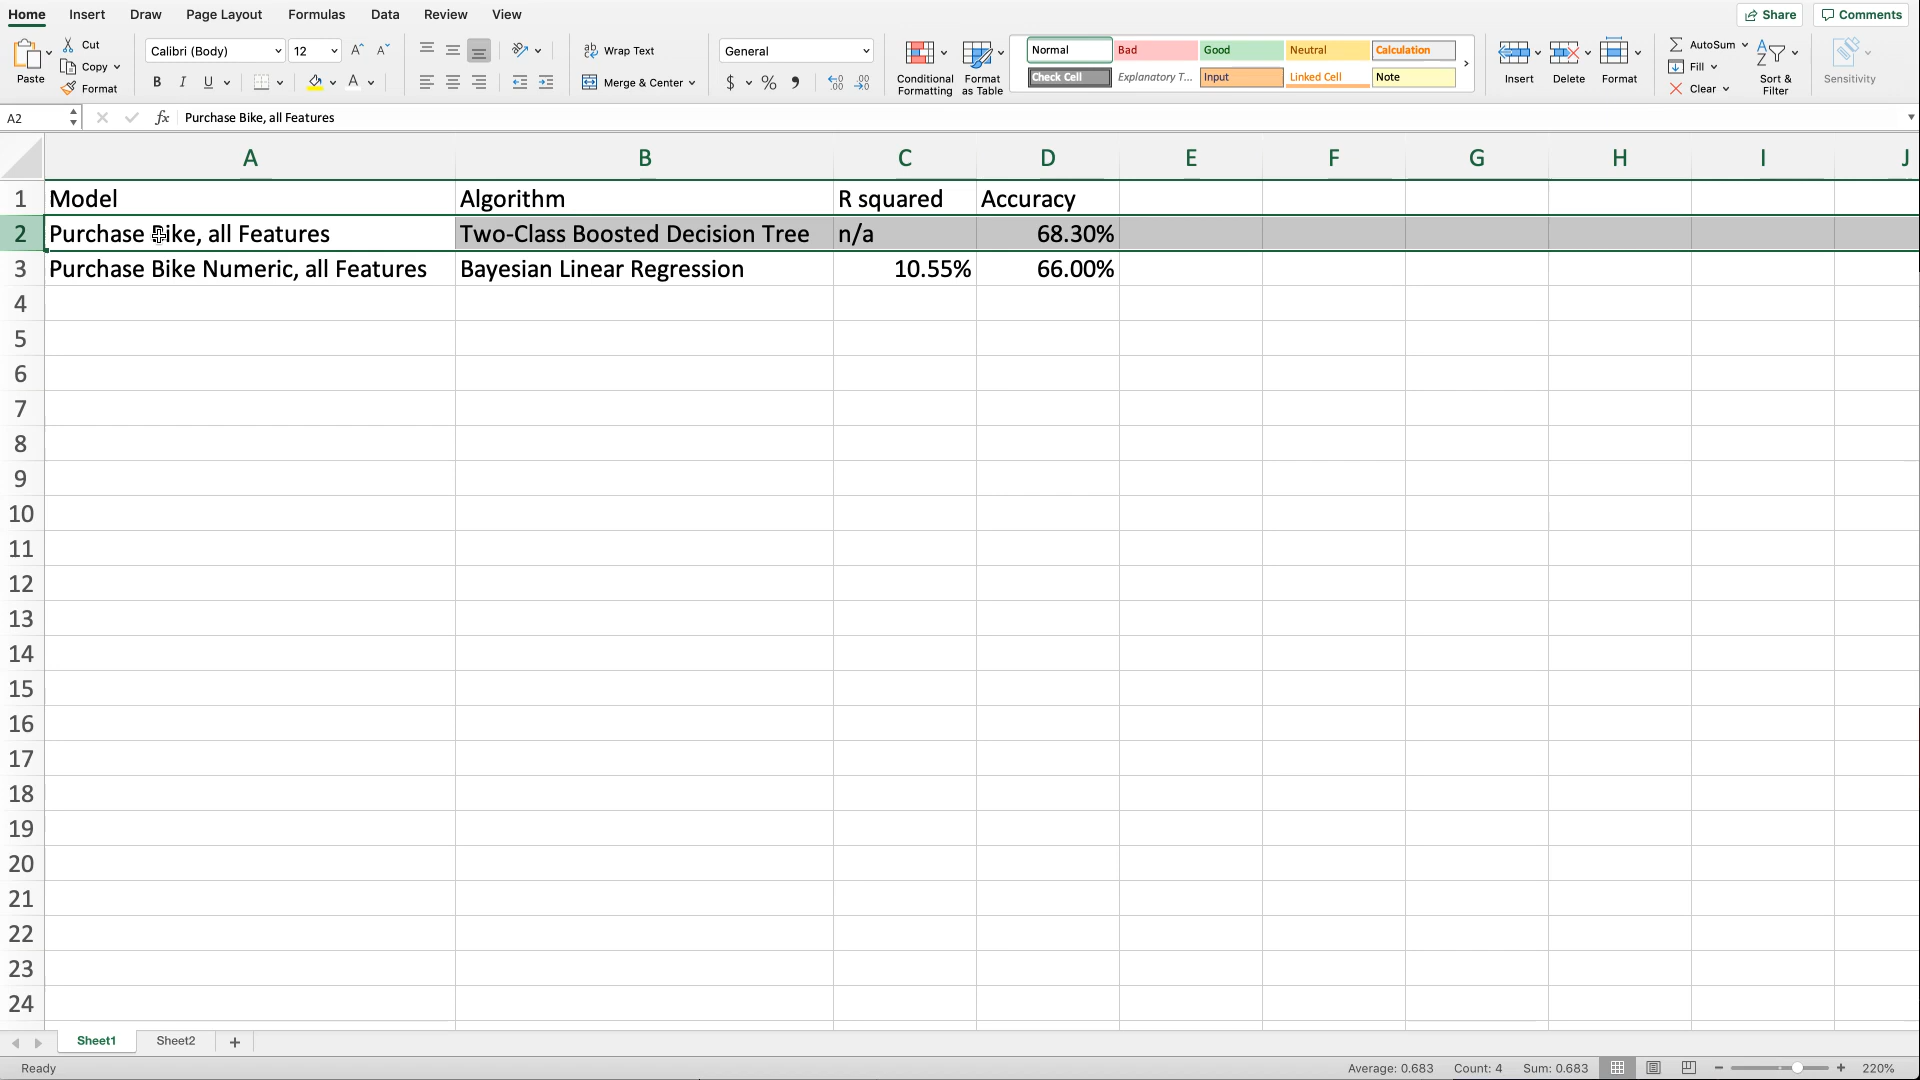 Home Insert Draw Page Layout Formulas Data Review View Share Comments
Paste Cut Copy Format
Calibri (Body) 12 A^ A˅
B I U A
ab Wrap Text
Merge & Center
General
$ % ,
Conditional Formatting
Format as Table
Normal Bad Good Neutral Calculation
Check Cell Explanatory T... Input Linked Cell Note
Insert Delete Format
AutoSum
Fill
Clear
Sort & Filter
Sensitivity
A2 fx Purchase Bike, all Features
A B C D E F G H I J
1 Model Algorithm R squared Accuracy
2 Purchase Bike, all Features Two-Class Boosted Decision Tree n/a 68.30%
3 Purchase Bike Numeric, all Features Bayesian Linear Regression 10.55% 66.00%
4
5
6
7
8
9
10
11
12
13
14
15
16
17
18
19
20
21
22
23
24
Sheet1 Sheet2 +
Ready Average: 0.683 Count: 4 Sum: 0.683 220%